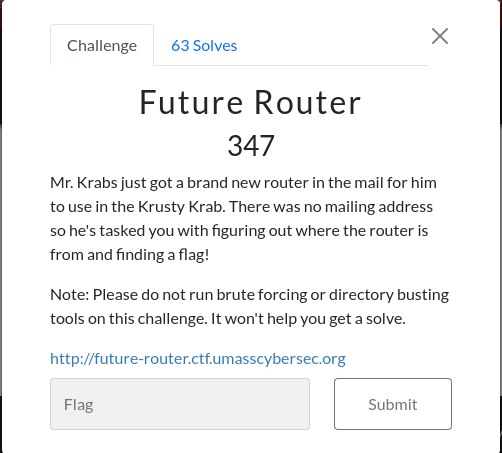 Challenge
63 Solves
Future Router
347
Mr. Krabs just got a brand new router in the mail for him
to use in the Krusty Krab. There was no mailing address
so he's tasked you with figuring out where the router is
from and finding a flag!
Note: Please do not run brute forcing or directory busting
tools on this challenge. It won't help you get a solve.
http://future-router.ctf.umasscybersec.org
Flag
Submit